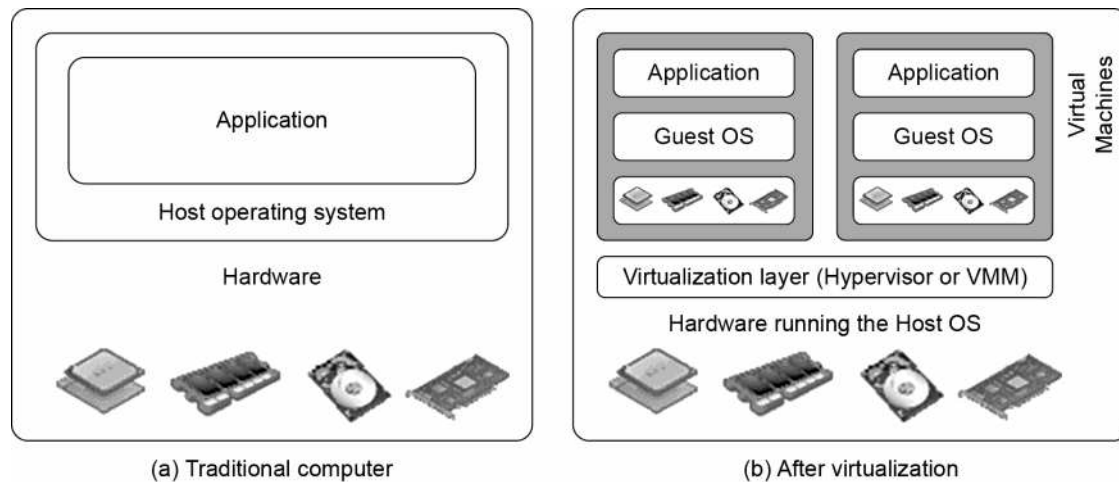 Application
Host operating system
Hardware
(a) Traditional computer
Application
Guest OS
Application
Guest OS
Virtual
Machines
Virtualization layer (Hypervisor or VMM)
Hardware running the Host OS
(b) After virtualization